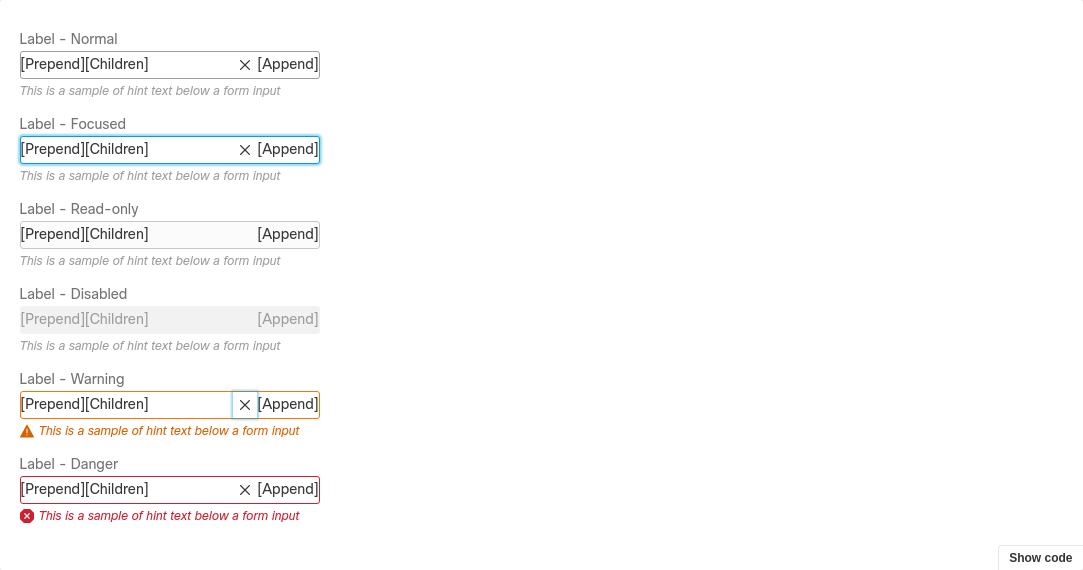 Label - Normal
[Prepend][Children] [Append]
This is a sample of hint text below a form input
Label - Focused
[Prepend][Children] [Append]
This is a sample of hint text below a form input
Label - Read-only
[Prepend][Children] [Append]
This is a sample of hint text below a form input
Label - Disabled
[Prepend][Children] [Append]
This is a sample of hint text below a form input
Label - Warning
[Prepend][Children] [Append]
This is a sample of hint text below a form input
Label - Danger
[Prepend][Children] [Append]
This is a sample of hint text below a form input
Show code